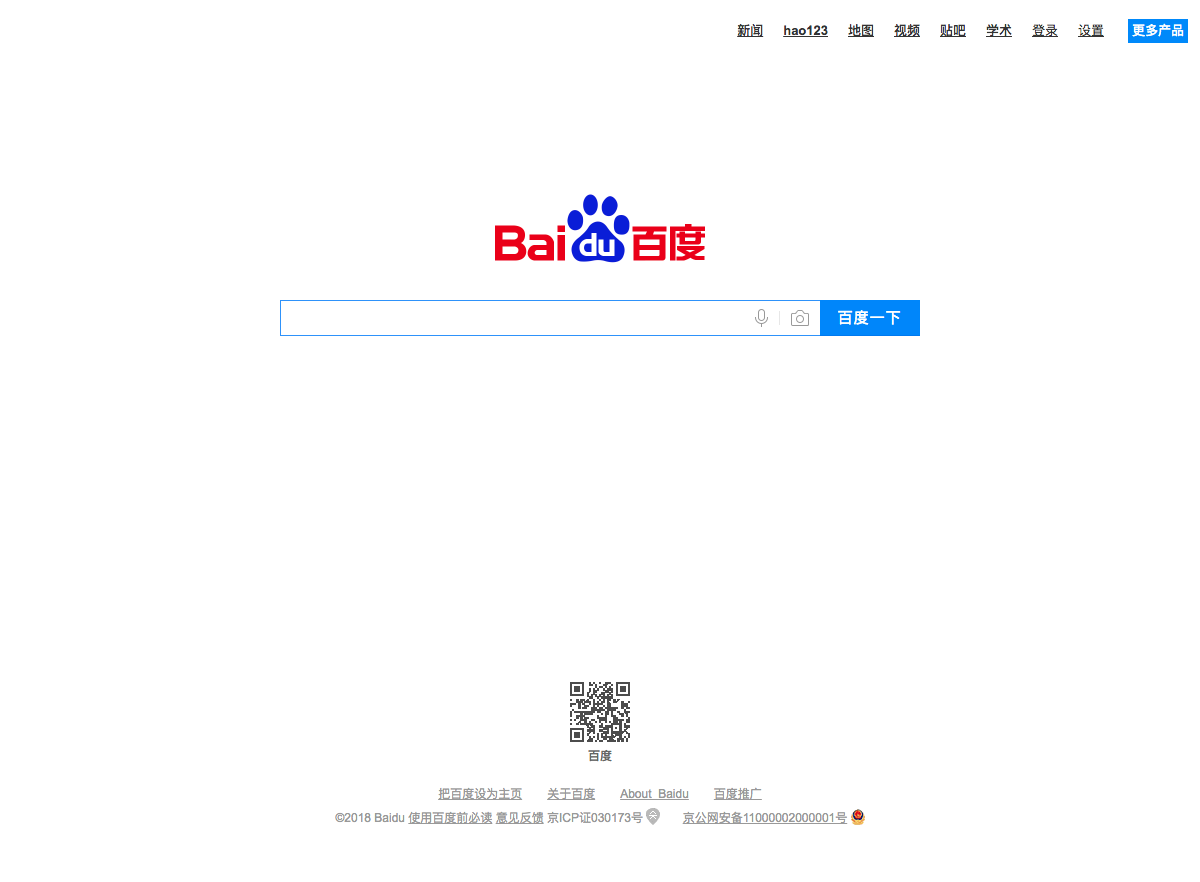 新闻 hao123 地图 视频 贴吧 学术 登录 设置 更多产品
Baidu百度
百度一下
百度
把百度设为主页 关于百度 About Baidu 百度推广
©2018 Baidu 使用百度前必读 意见反馈 京ICP证030173号 京公网安备11000002000001号